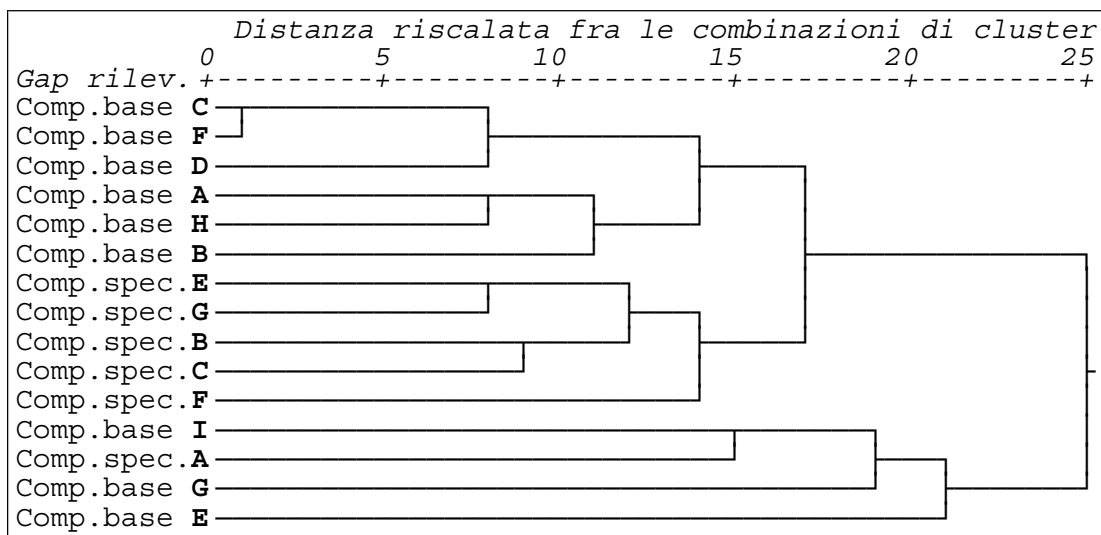 Distanza riscalata fra le combinazioni di cluster
0 5 10 15 20 25
Gap rilev. +---------+---------+---------+---------+---------+
Comp.base C
Comp.base F
Comp.base D
Comp.base A
Comp.base H
Comp.base B
Comp.spec.E
Comp.spec.G
Comp.spec.B
Comp.spec.C
Comp.spec.F
Comp.base I
Comp.spec.A
Comp.base G
Comp.base E